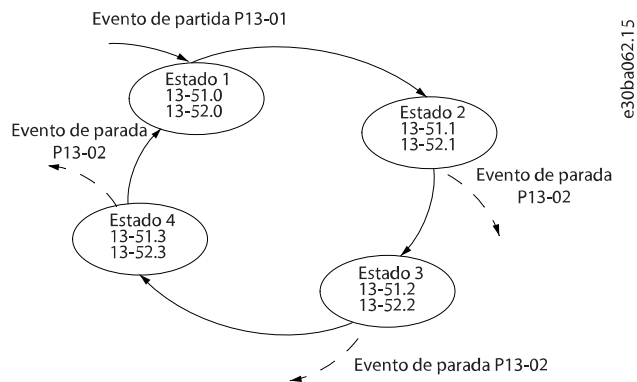 Evento de partida P13-01
Estado 1
13-51.0
13-52.0
Estado 2
13-51.1
13-52.1
Evento de parada
P13-02
Estado 3
13-51.2
13-52.2
Evento de parada P13-02
Estado 4
13-51.3
13-52.3
Evento de parada
P13-02
e30ba062.15